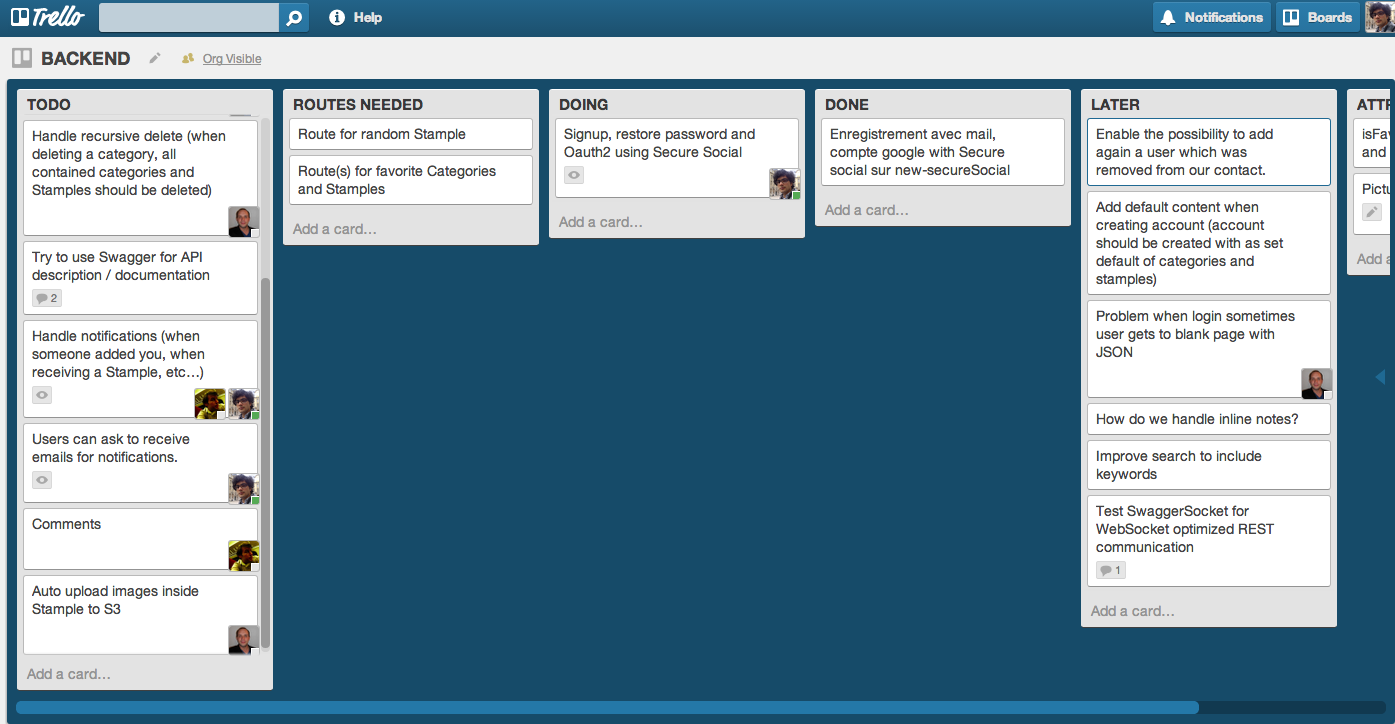 Trello
Help
Notifications
Boards
BACKEND
Org Visible
TODO
Handle recursive delete (when
deleting a category, all
contained categories and
Stamples should be deleted)
Try to use Swagger for API
description / documentation
2
Handle notifications (when
someone added you, when
receiving a Stample, etc...)
Users can ask to receive
emails for notifications.
Comments
Auto upload images inside
Stample to S3
Add a card...
ROUTES NEEDED
Route for random Stample
Route(s) for favorite Categories
and Stamples
Add a card...
DOING
Signup, restore password and
Oauth2 using Secure Social
Add a card...
DONE
Enregistrement avec mail,
compte google with Secure
social sur new-secureSocial
Add a card...
LATER
Enable the possibility to add
again a user which was
removed from our contact.
Add default content when
creating account (account
should be created with as set
default of categories and
stamples)
Problem when login sometimes
user gets to blank page with
JSON
How do we handle inline notes?
Improve search to include
keywords
Test SwaggerSocket for
WebSocket optimized REST
communication
1
Add a card...
and
Add